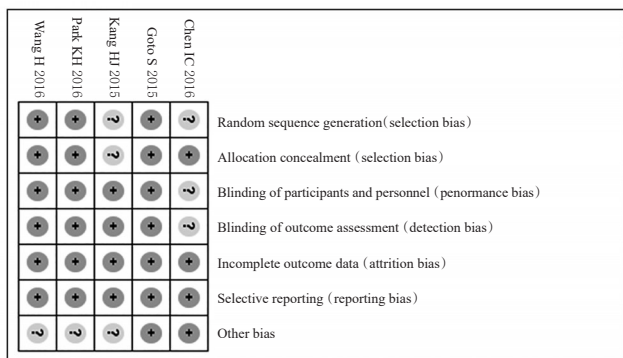 Wang H 2016
Park KH 2016
Kang HJ 2015
Goto S 2015
Chen IC 2016
+ + ? + ? Random sequence generation(selection bias)
+ + ? + + Allocation concealment (selection bias)
+ + + + ? Blinding of participants and personnel (penormance bias)
+ + + + ? Blinding of outcome assessment (detection bias)
+ + + + + Incomplete outcome data (attrition bias)
+ + + + + Selective reporting (reporting bias)
? ? ? + + Other bias